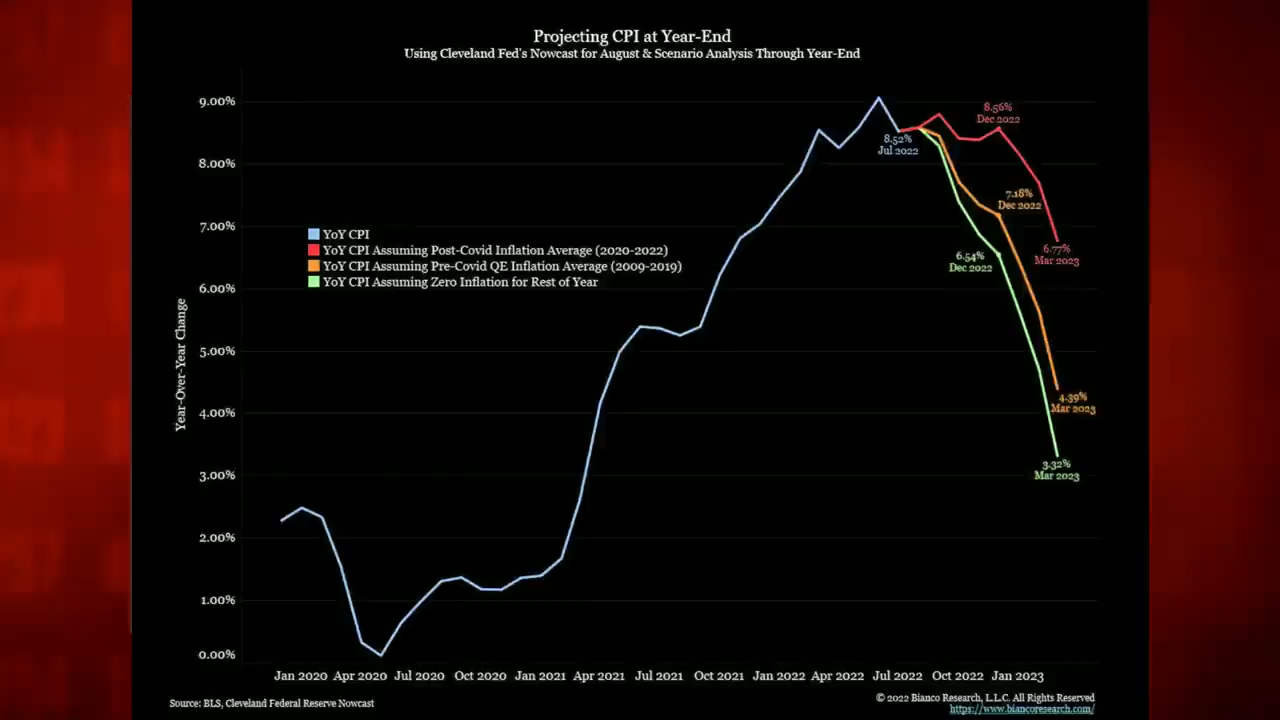 Projecting CPI at Year-End
Using Cleveland Fed's Nowcast for August & Scenario Analysis Through Year-End
Year-Over-Year Change
9.00%
8.00%
7.00%
6.00%
5.00%
4.00%
3.00%
2.00%
1.00%
0.00%
YoY CPI
YoY CPI Assuming Post-Covid Inflation Average (2020-2022)
YoY CPI Assuming Pre-Covid QE Inflation Average (2009-2019)
YoY CPI Assuming Zero Inflation for Rest of Year
8.52%
Jul 2022
8.56%
Dec 2022
7.18%
Dec 2022
6.54%
Dec 2022
6.77%
Mar 2023
4.39%
Mar 2023
3.32%
Mar 2023
Jan 2020 Apr 2020 Jul 2020 Oct 2020 Jan 2021 Apr 2021 Jul 2021 Oct 2021 Jan 2022 Apr 2022 Jul 2022 Oct 2022 Jan 2023
Source: BLS, Cleveland Federal Reserve Nowcast
© 2022 Bianco Research, L.L.C. All Rights Reserved
https://www.biancoresearch.com/